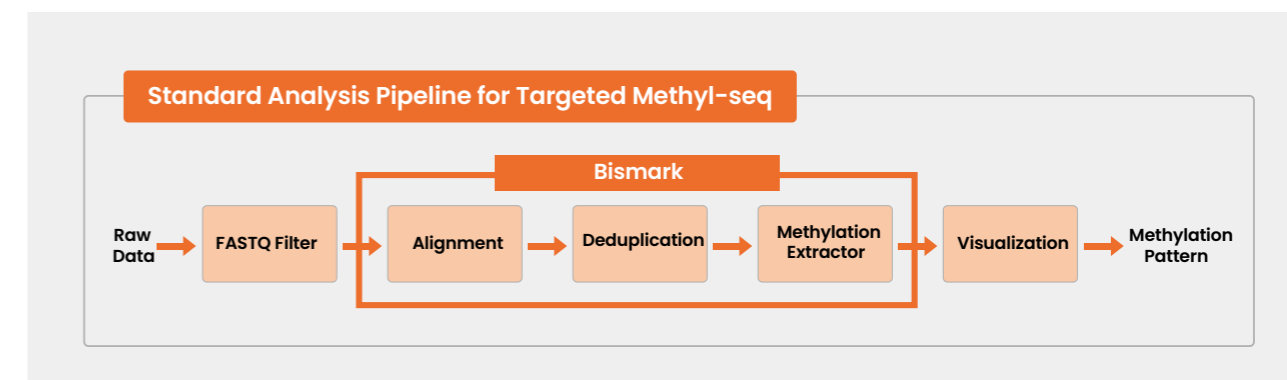 Standard Analysis Pipeline for Targeted Methyl-seq
Bismark
Raw
Data
FASTQ Filter
Alignment
Deduplication
Methylation
Extractor
Visualization
Methylation
Pattern